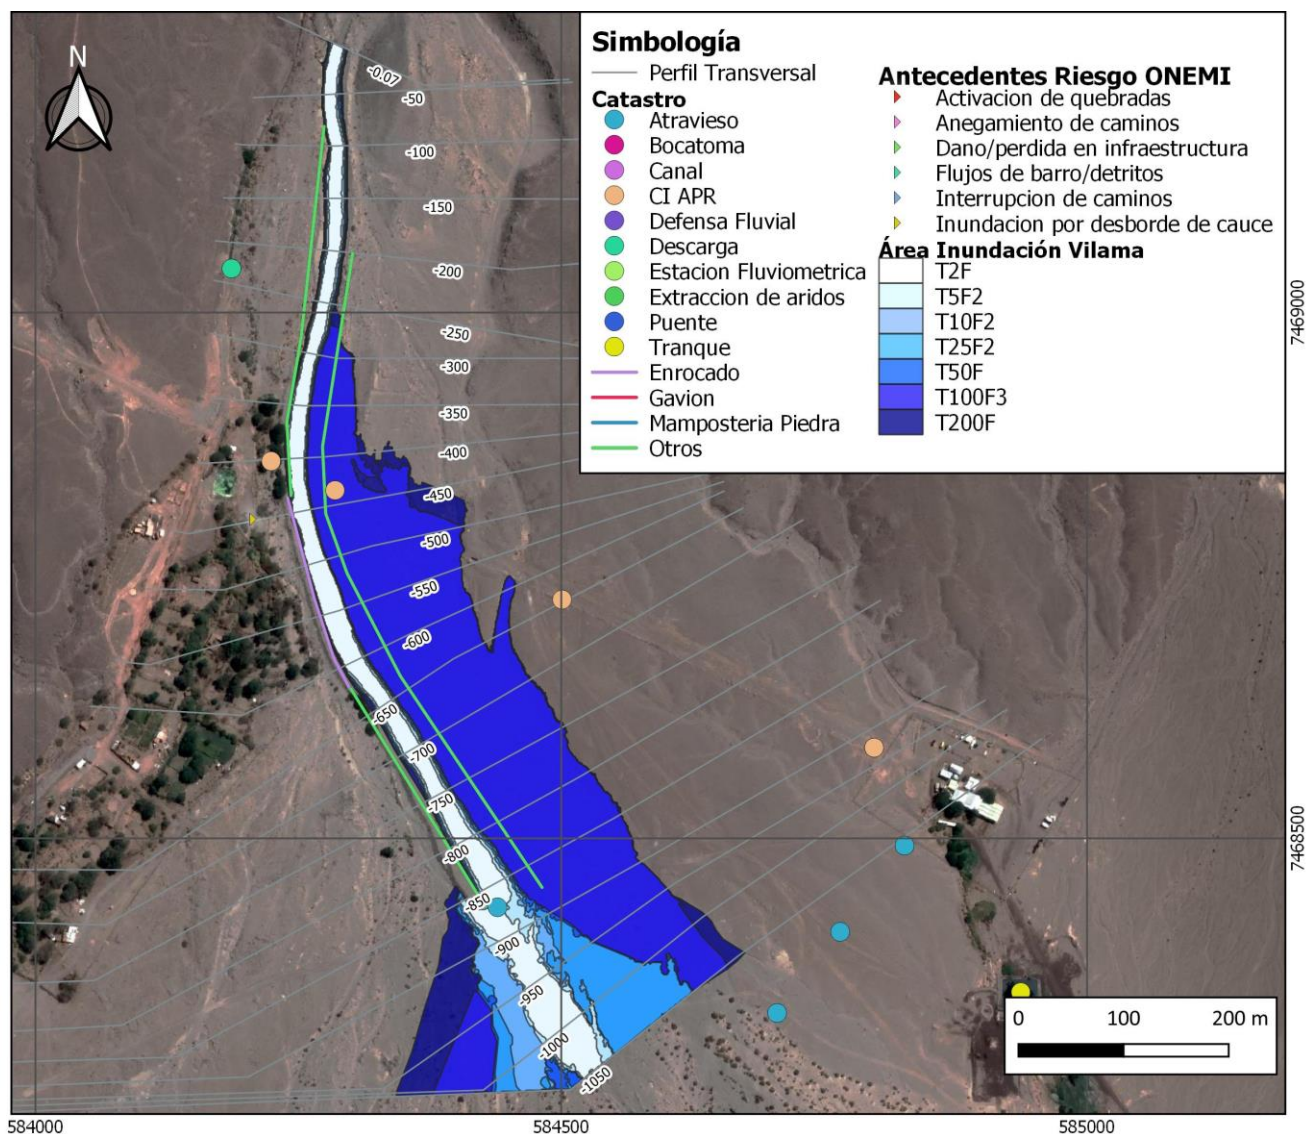 N
Simbología
Perfil Transversal
Catastro
Atravieso
Bocatoma
Canal
CI APR
Defensa Fluvial
Descarga
Estacion Fluviometrica
Extraccion de aridos
Puente
Tranque
Enrocado
Gavion
Mamposteria Piedra
Otros
Antecedentes Riesgo ONEMI
Activacion de quebradas
Anegamiento de caminos
Dano/perdida en infraestructura
Flujos de barro/detritos
Interrupcion de caminos
Inundacion por desborde de cauce
Área Inundación Vilama
T2F
T5F2
T10F2
T25F2
T50F
T100F3
T200F
-0.07
-50
-100
-150
-200
-250
-300
-350
-400
-450
-500
-550
-600
-650
-700
-750
-800
-850
-900
-950
-1000
-1050
7469000
7468500
0 100 200 m
584000 584500 585000